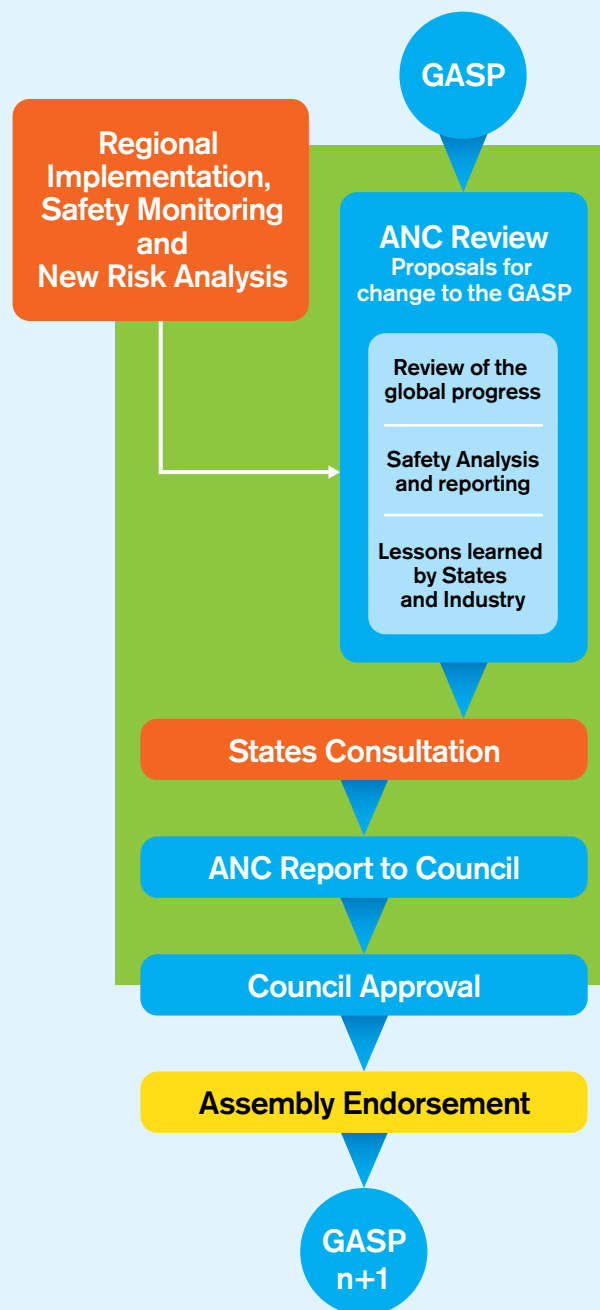 GASP
Regional
Implementation,
Safety Monitoring
and
New Risk Analysis
ANC Review
Proposals for
change to the GASP
Review of the
global progress
Safety Analysis
and reporting
Lessons learned
by States
and Industry
States Consultation
ANC Report to Council
Council Approval
Assembly Endorsement
GASP
n+1